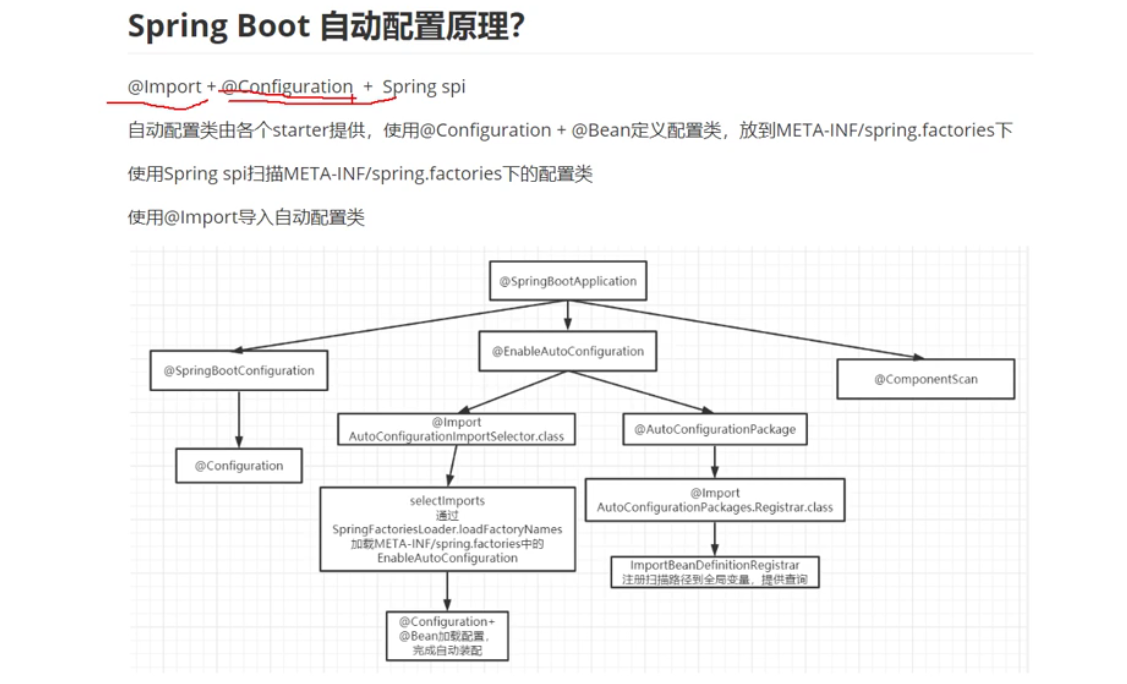 Spring Boot 自动配置原理?
@Import + @Configuration + Spring spi
自动配置类由各个starter提供，使用@Configuration + @Bean定义配置类，放到META-INF/spring.factories下
使用Spring spi扫描META-INF/spring.factories下的配置类
使用@Import导入自动配置类
@SpringBootApplication
@SpringBootConfiguration
@EnableAutoConfiguration
@ComponentScan
@Import
AutoConfigurationImportSelector.class
@AutoConfigurationPackage
@Configuration
selectImports
通过
SpringFactoriesLoader.loadFactoryNames
加载META-INF/spring.factories中的
EnableAutoConfiguration
@Import
AutoConfigurationPackages.Registrar.class
ImportBeanDefinitionRegistrar
注册扫描路径到全局变量，提供查询
@Configuration+
@Bean加载配置，
完成自动装配